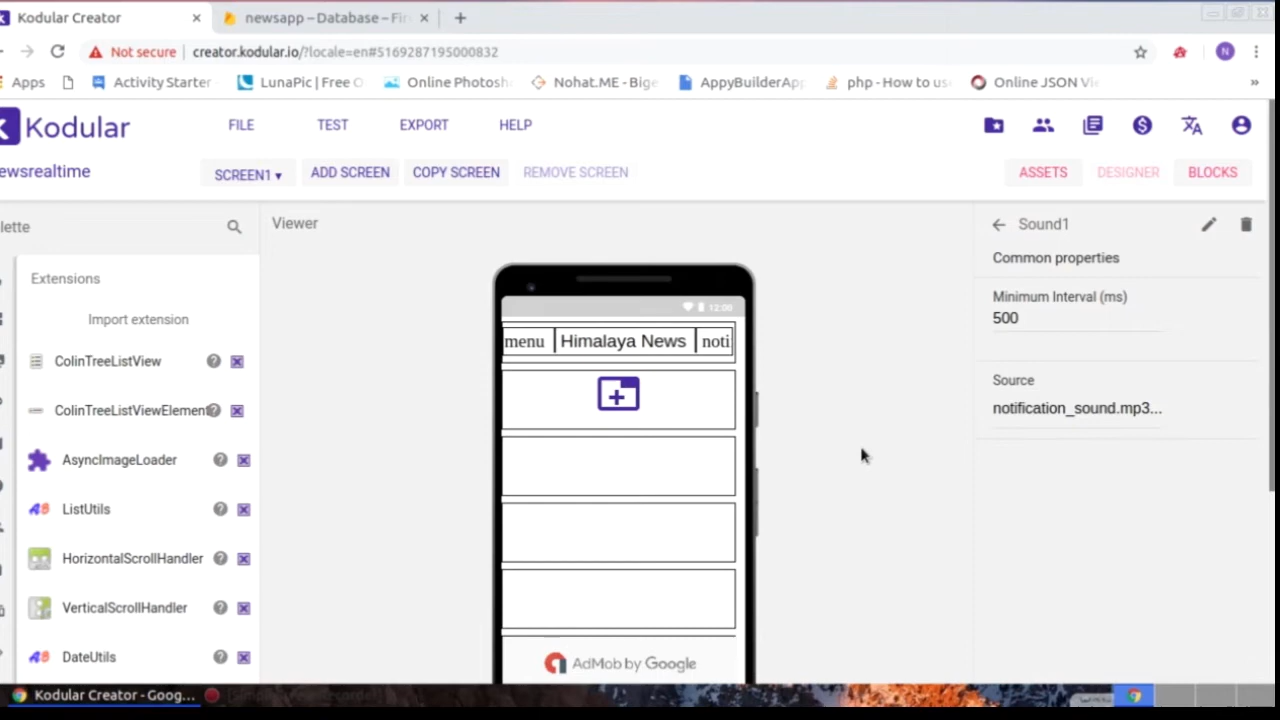 Kodular Creator
newsapp – Database – Fir
Not secure creator.kodular.io/?locale=en#5169287195000832
N
Apps Activity Starter LunaPic | Free O Online Photosh Nohat.ME - Bige AppyBuilderApp php - How to us Online JSON Vi »
Kodular FILE TEST EXPORT HELP
ewsrealtime SCREEN1 ADD SCREEN COPY SCREEN REMOVE SCREEN ASSETS DESIGNER BLOCKS
lette Viewer Sound1
Common properties
Extensions
Import extension
Minimum Interval (ms)
500
12:00
menu Himalaya News noti
ColinTreeListView
Source
notification_sound.mp3...
ColinTreeListViewElement
AsyncImageLoader
ListUtils
HorizontalScrollHandler
VerticalScrollHandler
DateUtils
AdMob by Google
Kodular Creator - Goog...